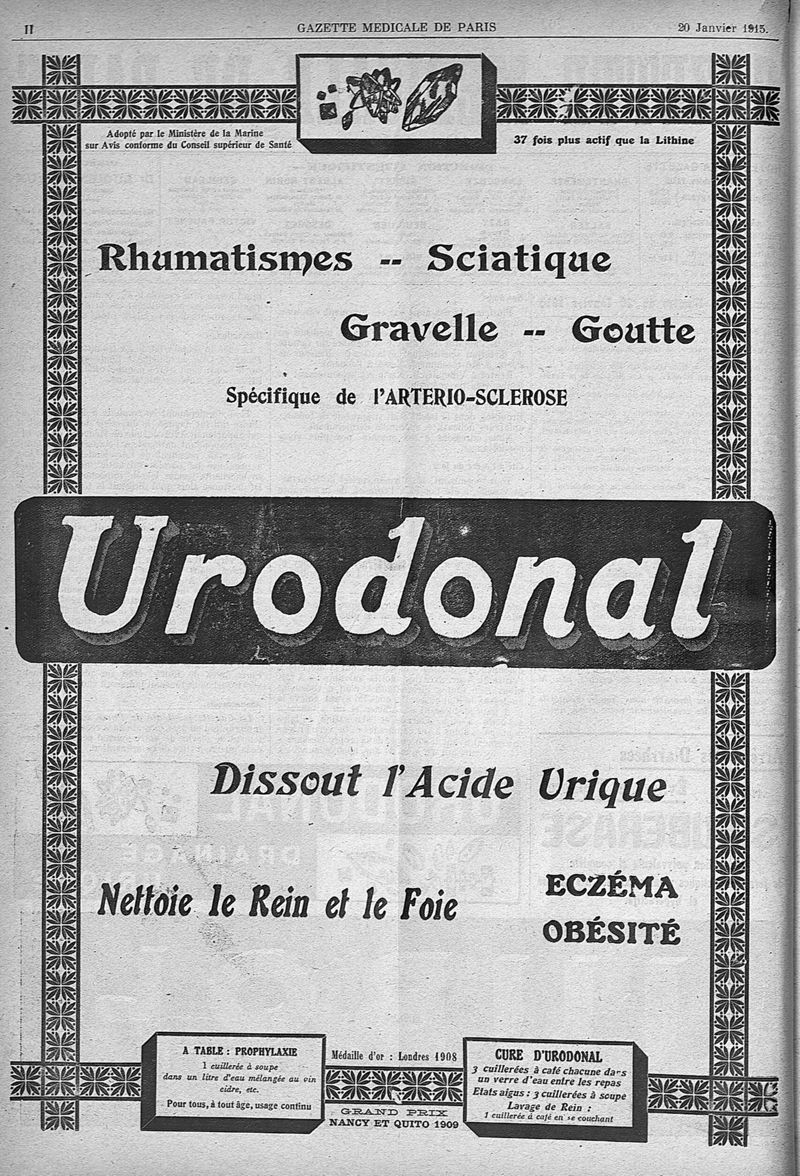 II
GAZETTE MEDICALE DE PARIS
20 Janvier 1915.
Adopté par le Ministère de la Marine
sur Avis conforme du Conseil supérieur de Santé
37 fois plus actif que la Lithine
Rhumatismes -- Sciatique
Gravelle -- Goutte
Spécifique de l'ARTERIO-SCLEROSE
Urodonal
Dissout l'Acide Urique
Nettoie le Rein et le Foie
ECZÉMA
OBÉSITÉ
A TABLE : PROPHYLAXIE
1 cuillerée à soupe
dans un litre d'eau mélangée au vin
cidre, etc.
Pour tous, à tout âge, usage continu
Médaille d'or : Londres 1908
GRAND PRIX
NANCY ET QUITO 1909
CURE D'URODONAL
3 cuillerées à café chacune dans
un verre d'eau entre les repas
Etats aigus : 3 cuillerées à soupe
Lavage de Rein :
1 cuillerée à café en se couchant